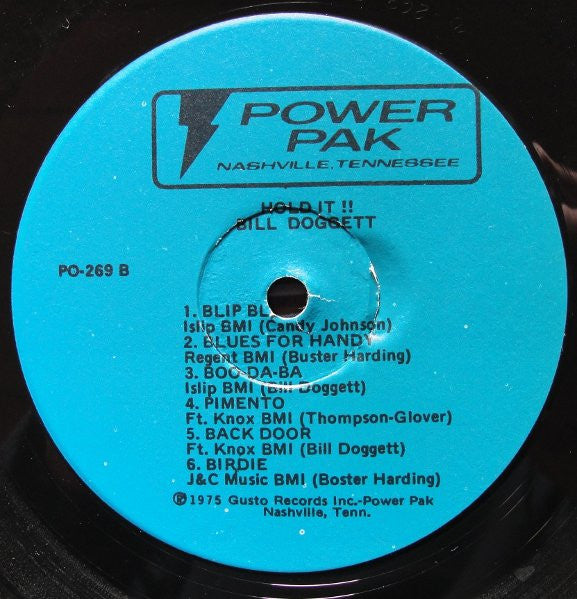 POWER
PAK
NASHVILLE, TENNESSEE
HOLD IT !!
BILL DOGGETT
PO-269 B
1. BLIP
Islip BMI (Candy Johnson)
2. BLUES FOR HANDY
Regent BMI (Buster Harding)
3. BOO-DA-BA
Islip BMI (Bill Doggett)
4. PIMENTO
Ft. Knox BMI (Thompson-Glover)
5. BACK DOOR
Ft. Knox BMI (Bill Doggett)
6. BIRDIE
J&C Music BMI (Boster Harding)
℗1975 Gusto Records Inc.-Power Pak
Nashville, Tenn.